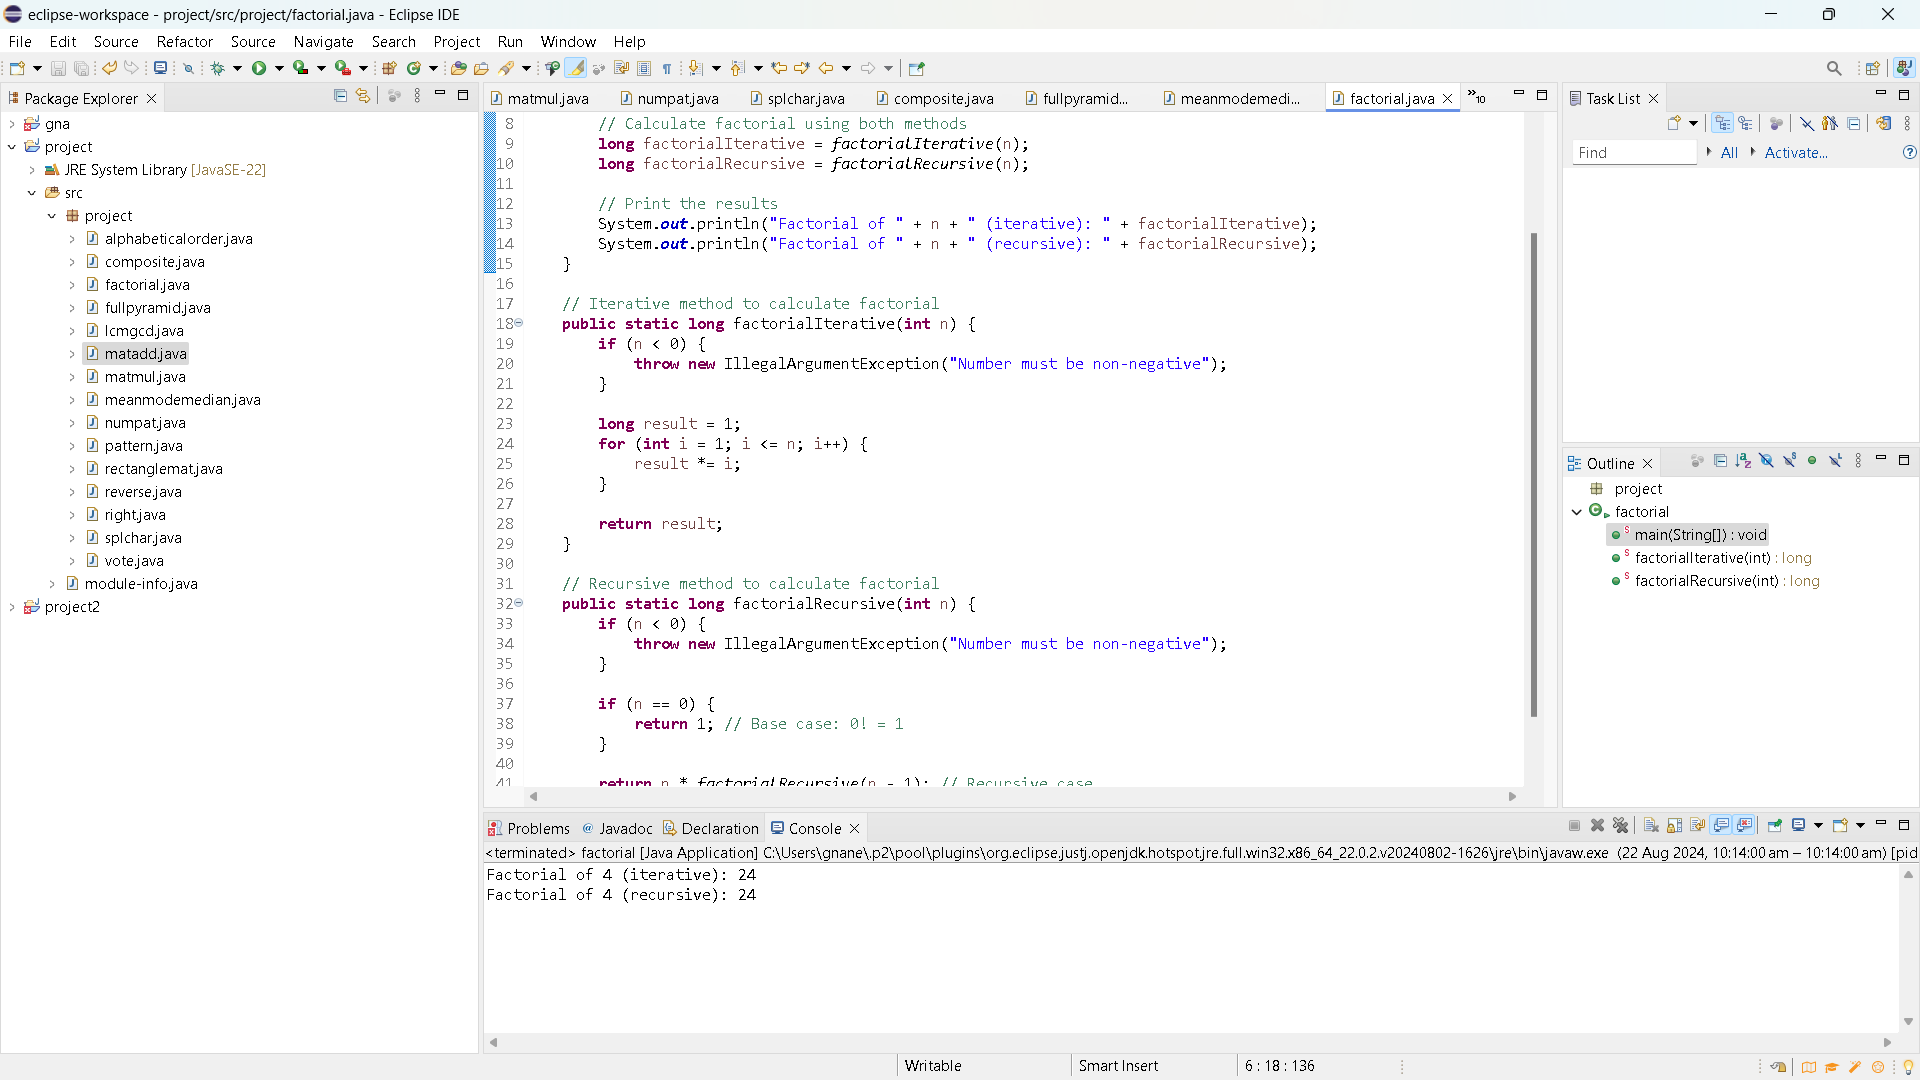 eclipse-workspace - project/src/project/factorial.java - Eclipse IDE
File Edit Source Refactor Source Navigate Search Project Run Window Help
Package Explorer
gna
project
JRE System Library [JavaSE-22]
src
project
alphabeticalorder.java
composite.java
factorial.java
fullpyramid.java
lcmgcd.java
matadd.java
matmul.java
meanmodemedian.java
numpat.java
pattern.java
rectanglemat.java
reverse.java
right.java
splchar.java
vote.java
module-info.java
project2
matmul.java numpat.java splchar.java composite.java fullpyramid... meanmodemedi... factorial.java »10
8 // Calculate factorial using both methods
9 long factorialIterative = factorialIterative(n);
10 long factorialRecursive = factorialRecursive(n);
11
12 // Print the results
13 System.out.println("Factorial of " + n + " (iterative): " + factorialIterative);
14 System.out.println("Factorial of " + n + " (recursive): " + factorialRecursive);
15 }
16
17 // Iterative method to calculate factorial
18 public static long factorialIterative(int n) {
19 if (n < 0) {
20 throw new IllegalArgumentException("Number must be non-negative");
21 }
22
23 long result = 1;
24 for (int i = 1; i <= n; i++) {
25 result *= i;
26 }
27
28 return result;
29 }
30
31 // Recursive method to calculate factorial
32 public static long factorialRecursive(int n) {
33 if (n < 0) {
34 throw new IllegalArgumentException("Number must be non-negative");
35 }
36
37 if (n == 0) {
38 return 1; // Base case: 0! = 1
39 }
40
41 return n * factorialRecursive(n - 1); // Recursive case
Task List
Find All Activate...
Outline
project
factorial
main(String[]) : void
factorialIterative(int) : long
factorialRecursive(int) : long
Problems Javadoc Declaration Console
<terminated> factorial [Java Application] C:\Users\gnane\.p2\pool\plugins\org.eclipse.justj.openjdk.hotspot.jre.full.win32.x86_64_22.0.2.v20240802-1626\jre\bin\javaw.exe (22 Aug 2024, 10:14:00 am – 10:14:00 am) [pid
Factorial of 4 (iterative): 24
Factorial of 4 (recursive): 24
Writable Smart Insert 6 : 18 : 136